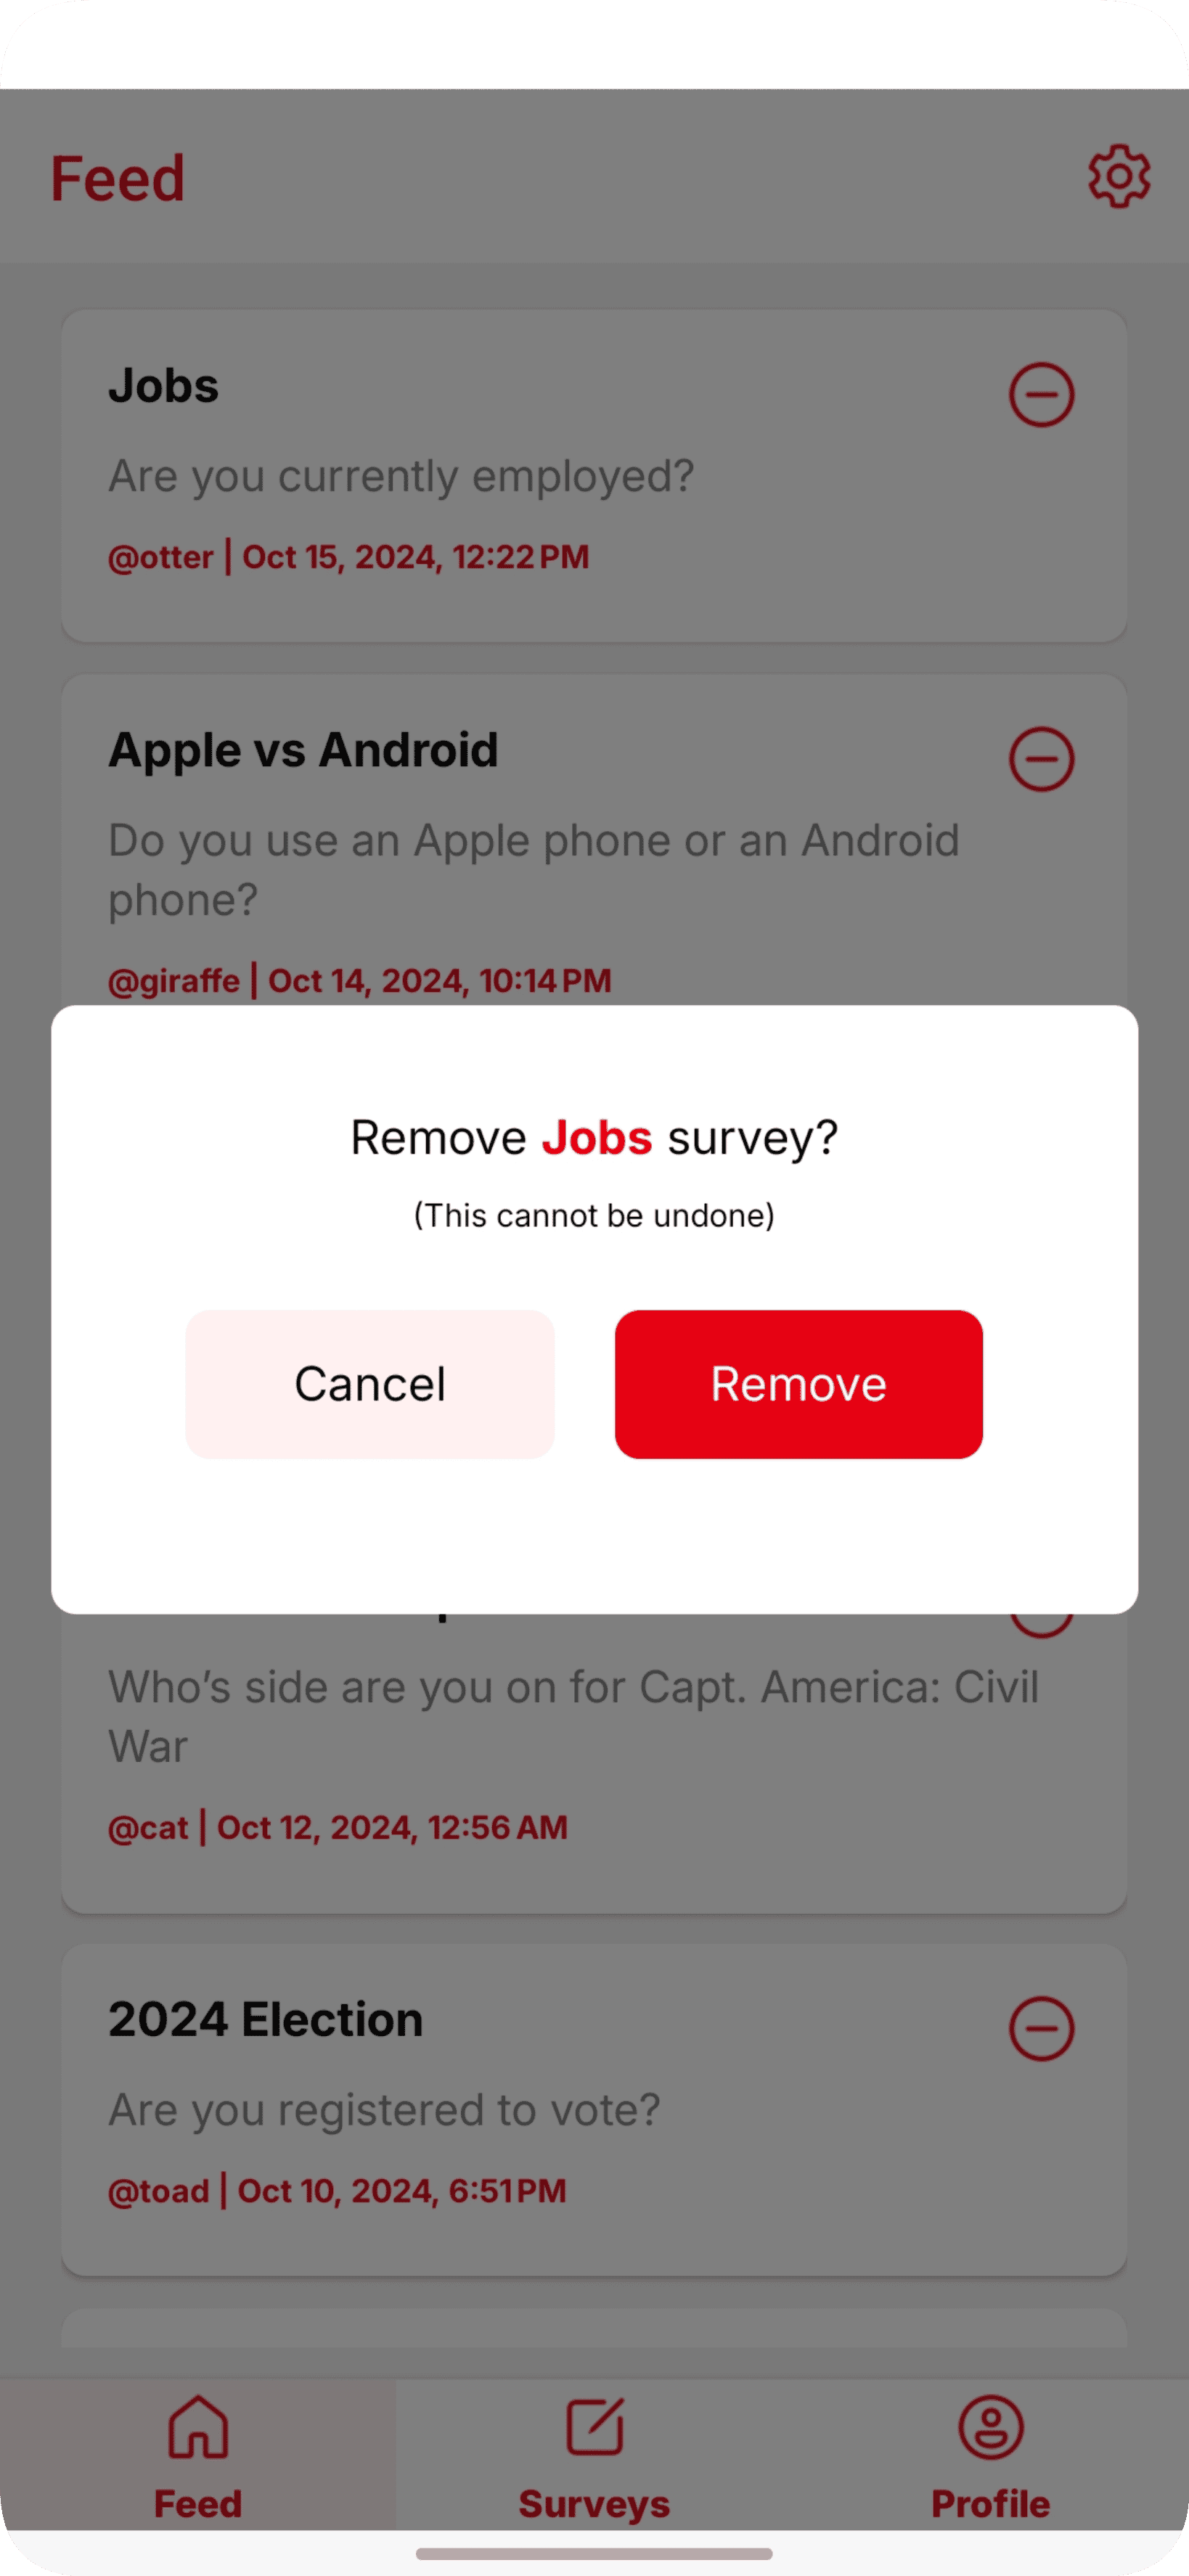 Feed
Jobs
Are you currently employed?
@otter | Oct 15, 2024, 12:22 PM
Apple vs Android
Do you use an Apple phone or an Android
phone?
@giraffe | Oct 14, 2024, 10:14 PM
Remove Jobs survey?
(This cannot be undone)
Cancel
Remove
Who’s side are you on for Capt. America: Civil
War
@cat | Oct 12, 2024, 12:56 AM
2024 Election
Are you registered to vote?
@toad | Oct 10, 2024, 6:51 PM
Feed
Surveys
Profile